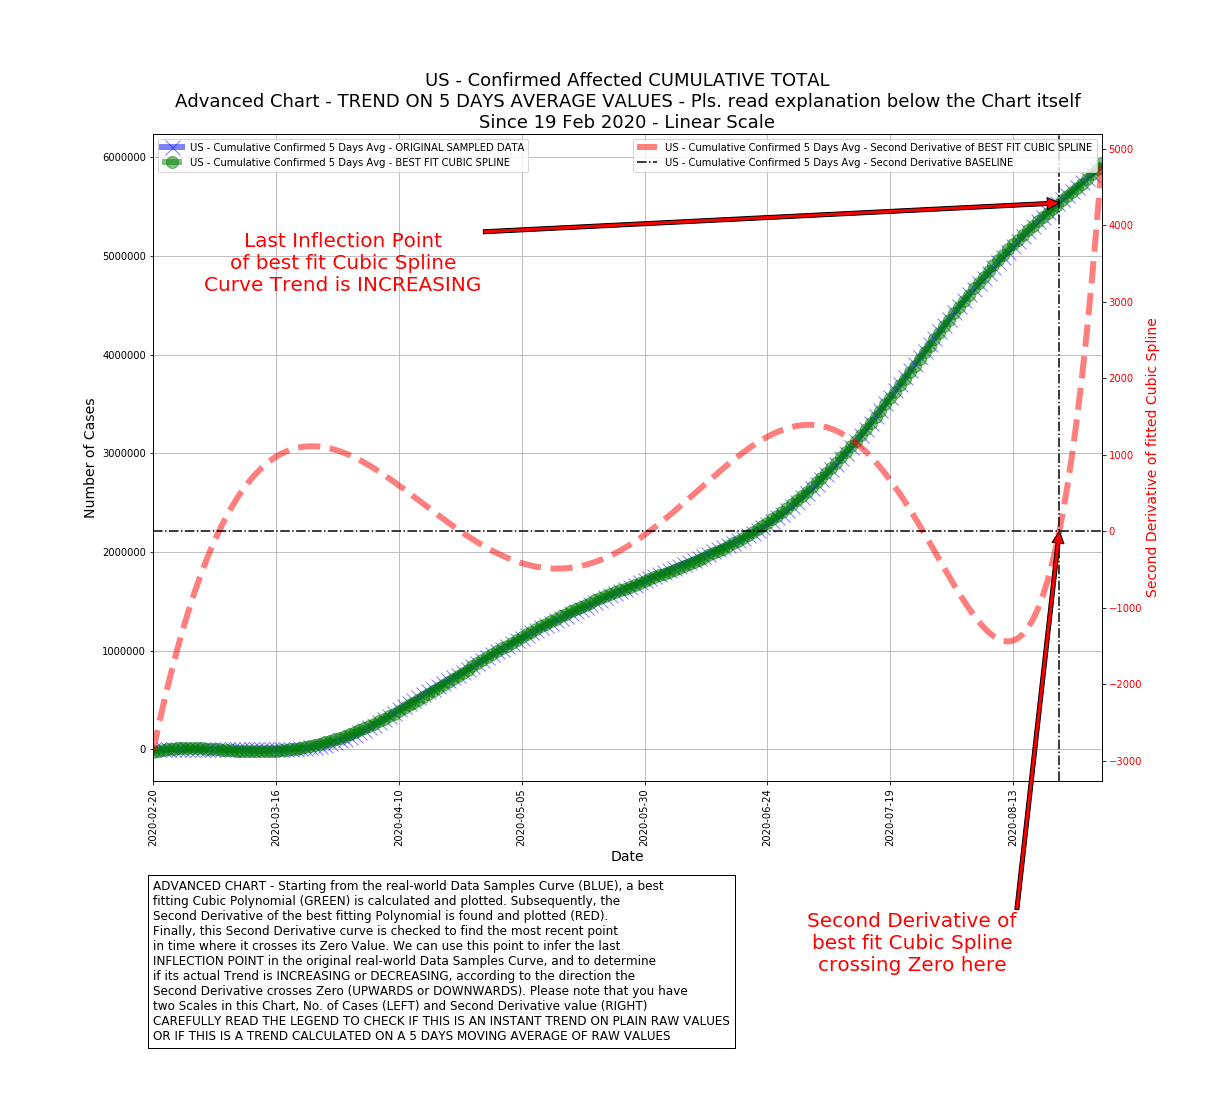 US - Confirmed Affected CUMULATIVE TOTAL
Advanced Chart - TREND ON 5 DAYS AVERAGE VALUES - Pls. read explanation below the Chart itself
Since 19 Feb 2020 - Linear Scale
US - Cumulative Confirmed 5 Days Avg - ORIGINAL SAMPLED DATA
US - Cumulative Confirmed 5 Days Avg - BEST FIT CUBIC SPLINE
US - Cumulative Confirmed 5 Days Avg - Second Derivative of BEST FIT CUBIC SPLINE
US - Cumulative Confirmed 5 Days Avg - Second Derivative BASELINE
Last Inflection Point
of best fit Cubic Spline
Curve Trend is INCREASING
Number of Cases
6000000
5000000
4000000
3000000
2000000
1000000
0
5000
4000
3000
2000
1000
0
−1000
−2000
−3000
Second Derivative of fitted Cubic Spline
2020-02-20
2020-03-16
2020-04-10
2020-05-05
2020-05-30
2020-06-24
2020-07-19
2020-08-13
Date
ADVANCED CHART - Starting from the real-world Data Samples Curve (BLUE), a best
fitting Cubic Polynomial (GREEN) is calculated and plotted. Subsequently, the
Second Derivative of the best fitting Polynomial is found and plotted (RED).
Finally, this Second Derivative curve is checked to find the most recent point
in time where it crosses its Zero Value. We can use this point to infer the last
INFLECTION POINT in the original real-world Data Samples Curve, and to determine
if its actual Trend is INCREASING or DECREASING, according to the direction the
Second Derivative crosses Zero (UPWARDS or DOWNWARDS). Please note that you have
two Scales in this Chart, No. of Cases (LEFT) and Second Derivative value (RIGHT)
CAREFULLY READ THE LEGEND TO CHECK IF THIS IS AN INSTANT TREND ON PLAIN RAW VALUES
OR IF THIS IS A TREND CALCULATED ON A 5 DAYS MOVING AVERAGE OF RAW VALUES
Second Derivative of
best fit Cubic Spline
crossing Zero here